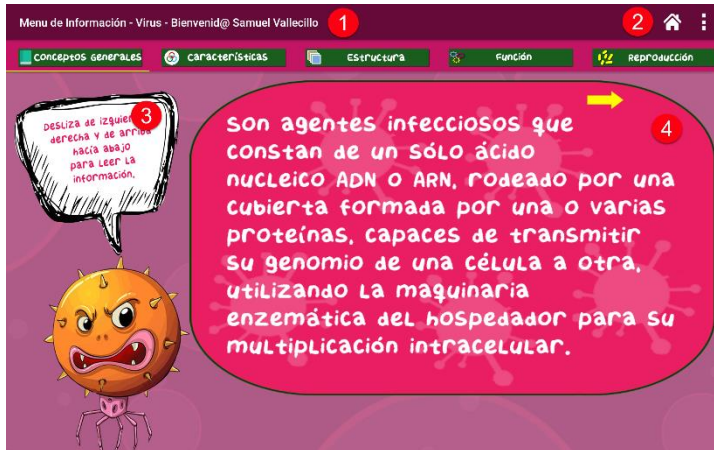 Menu de Información - Virus - Bienvenid@ Samuel Vallecillo
1
2
Conceptos Generales
Características
Estructura
Función
Reproducción
3
Desliza de izquier
derecha y de arriba
hacia abajo
para leer la
información.
4
Son agentes infecciosos que
constan de un sólo ácido
nucleico ADN o ARN, rodeado por una
cubierta formada por una o varias
proteínas, capaces de transmitir
su genomio de una célula a otra,
utilizando la maquinaria
enzemática del hospedador para su
multiplicación intracelular.